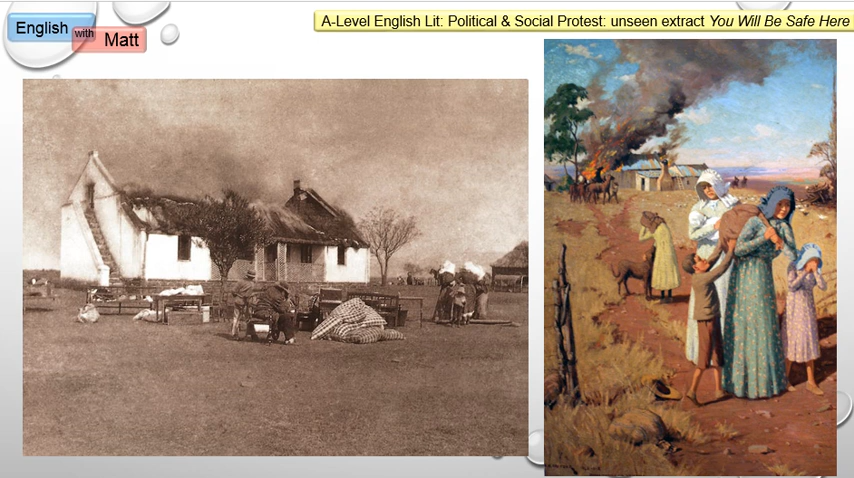 English
with
Matt
A-Level English Lit: Political & Social Protest: unseen extract You Will Be Safe Here